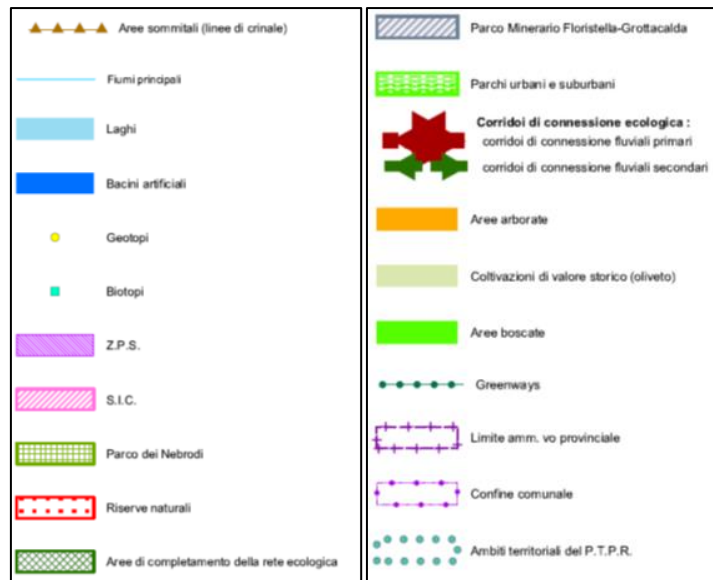 Aree sommitali (linee di crinale)
Fiumi principali
Laghi
Bacini artificiali
Geotopi
Biotopi
Z.P.S.
S.I.C.
Parco dei Nebrodi
Riserve naturali
Aree di completamento della rete ecologica
Parco Minerario Floristella-Grottacalda
Parchi urbani e suburbani
Corridoi di connessione ecologica :
corridoi di connessione fluviali primari
corridoi di connessione fluviali secondari
Aree arborate
Coltivazioni di valore storico (oliveto)
Aree boscate
Greenways
Limite amm. vo provinciale
Confine comunale
Ambiti territoriali del P.T.P.R.